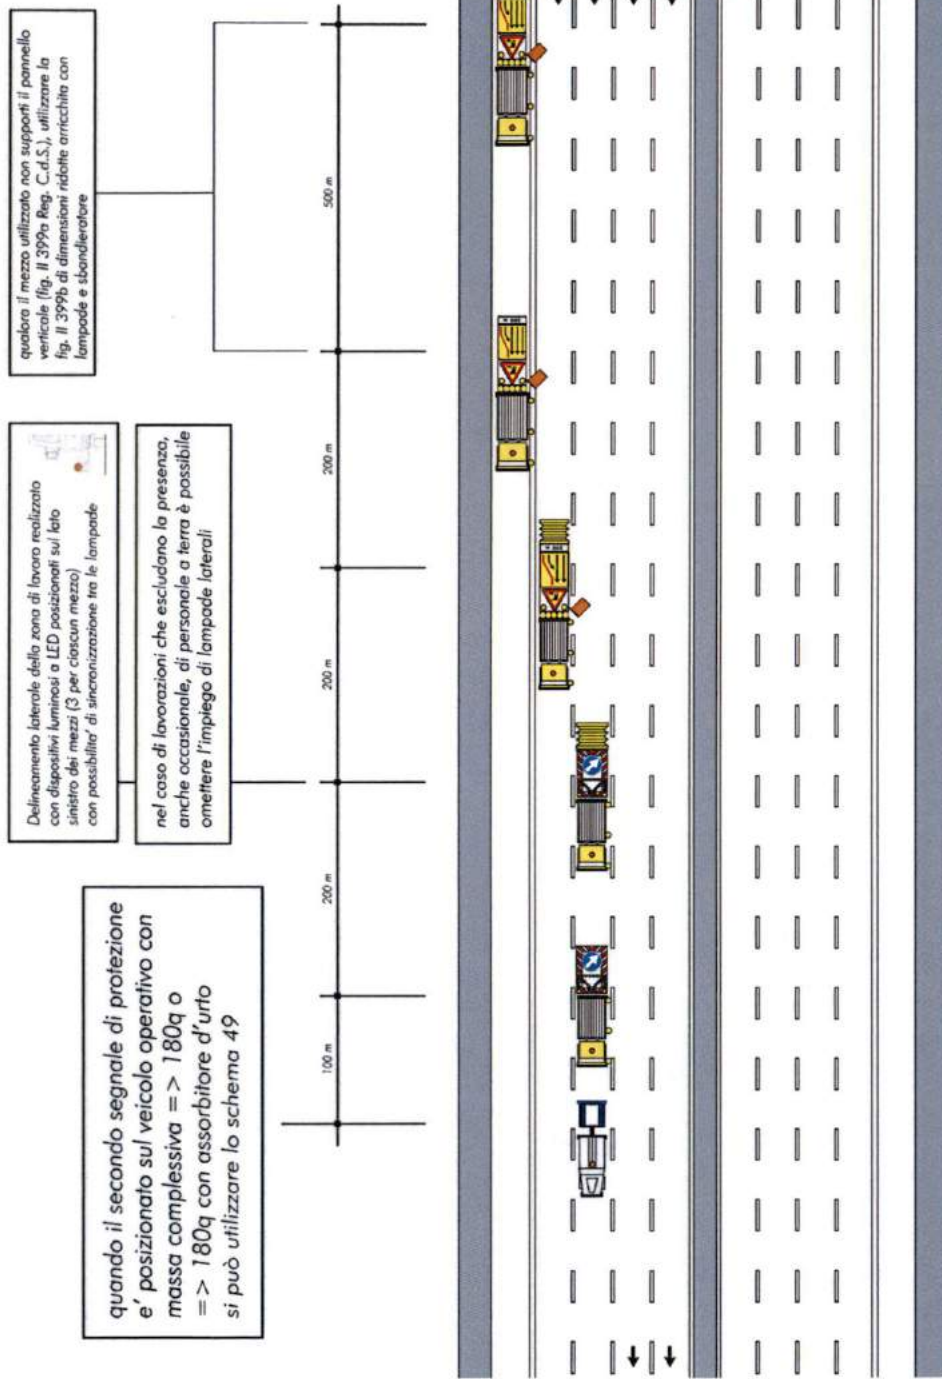 qualora il mezzo utilizzato non supporti il pannello
verticale (fig. II 399a Reg. C.d.S.), utilizzare la
fig. II 399b di dimensioni ridotte arricchita con
lampade e sbandieratore
Delineamento laterale della zona di lavoro realizzato
con dispositivi luminosi a LED posizionati sul lato
sinistro dei mezzi (3 per ciascun mezzo)
con possibilita' di sincronizzazione tra le lampade
nel caso di lavorazioni che escludano la presenza,
anche occasionale, di personale a terra è possibile
omettere l'impiego di lampade laterali
quando il secondo segnale di protezione
e' posizionato sul veicolo operativo con
massa complessiva => 180q o
=> 180q con assorbitore d'urto
si può utilizzare lo schema 49
100 m
200 m
200 m
200 m
500 m